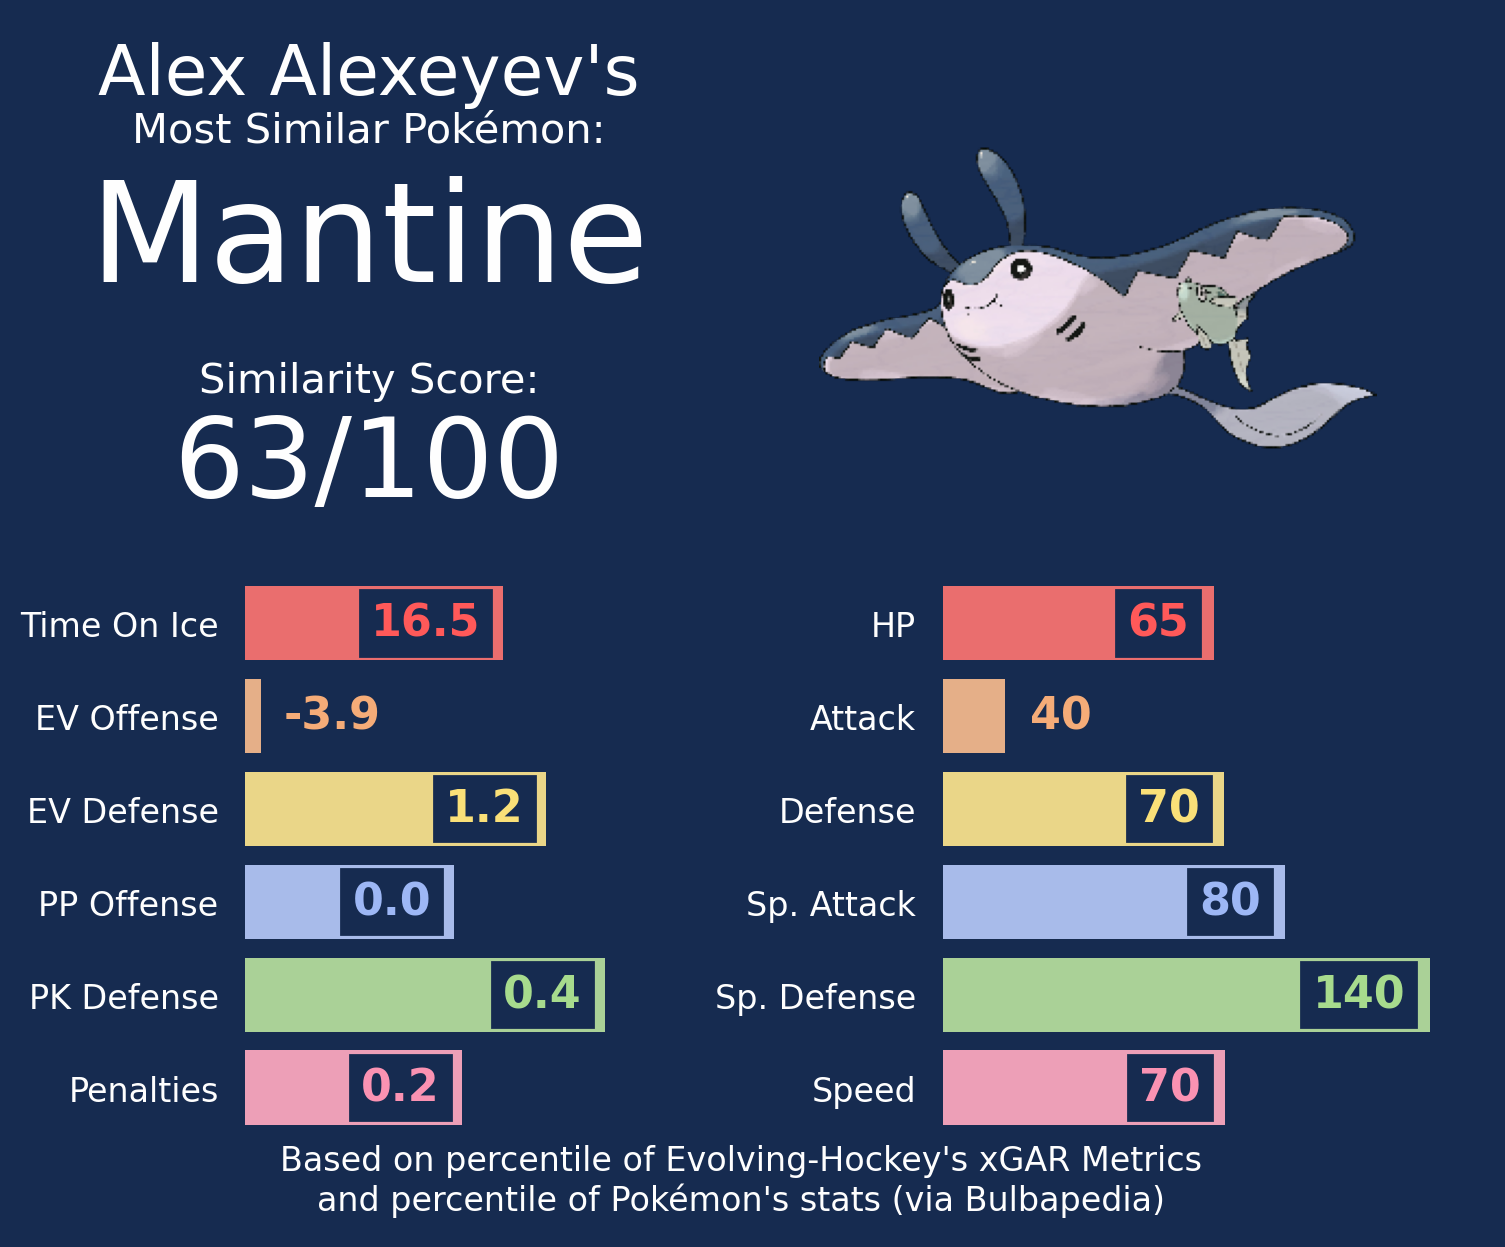 Alex Alexeyev's
Most Similar Pokémon:
Mantine
Similarity Score:
63/100
Time On Ice 16.5
EV Offense -3.9
EV Defense 1.2
PP Offense 0.0
PK Defense 0.4
Penalties 0.2
HP 65
Attack 40
Defense 70
Sp. Attack 80
Sp. Defense 140
Speed 70
Based on percentile of Evolving-Hockey's xGAR Metrics
and percentile of Pokémon's stats (via Bulbapedia)